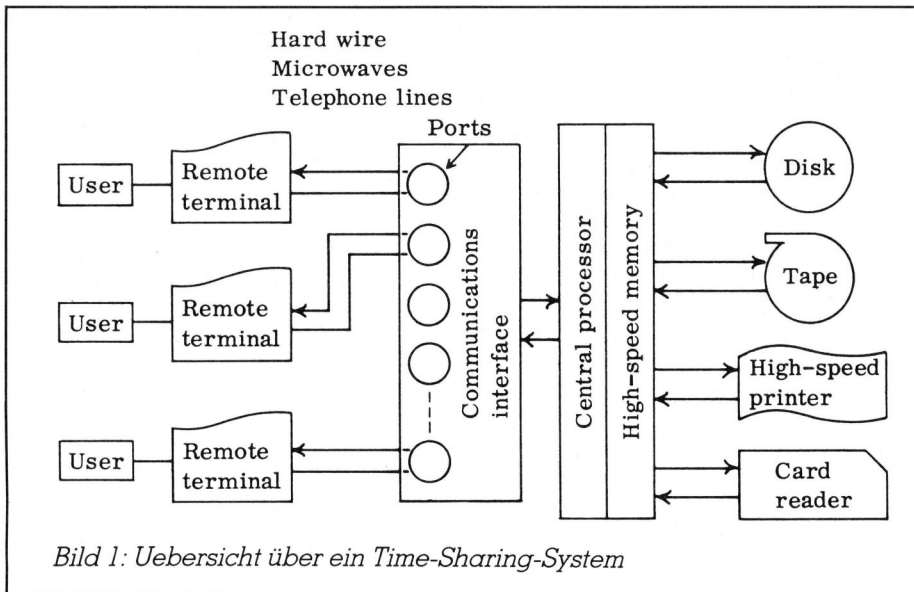 Hard wire
Microwaves
Telephone lines
Ports
User
Remote
terminal
User
Remote
terminal
User
Remote
terminal
Communications
interface
Central processor
High-speed memory
Disk
Tape
High-speed
printer
Card
reader
Bild 1: Uebersicht über ein Time-Sharing-System